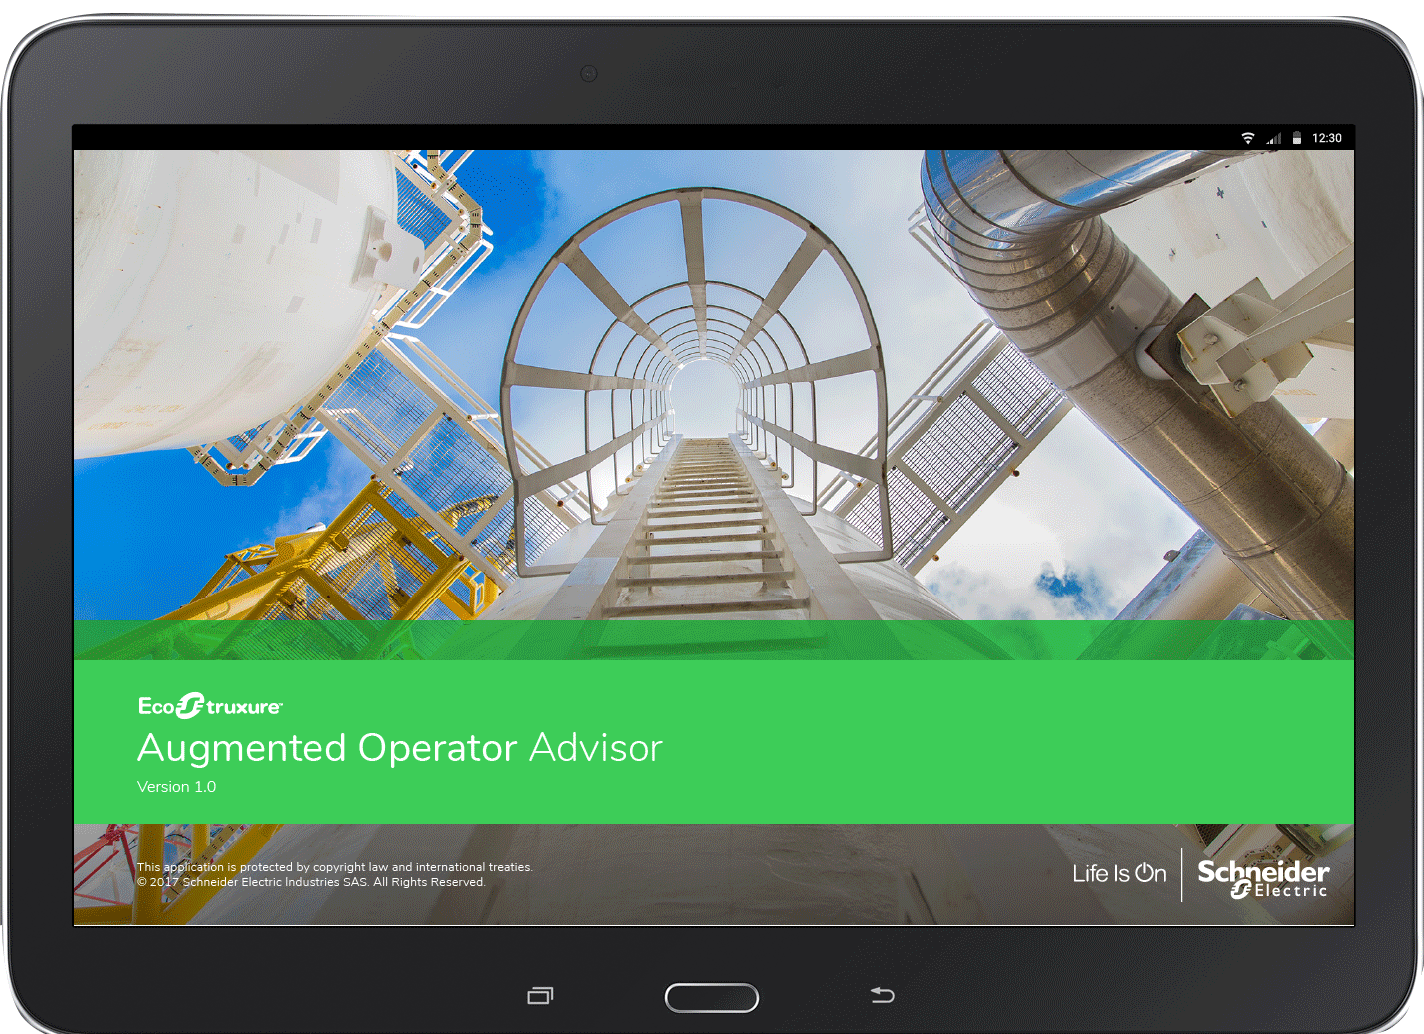 12:30
EcoStruxure™
Augmented Operator Advisor
Version 1.0
This application is protected by copyright law and international treaties.
© 2017 Schneider Electric Industries SAS. All Rights Reserved.
Life Is On
Schneider
Electric